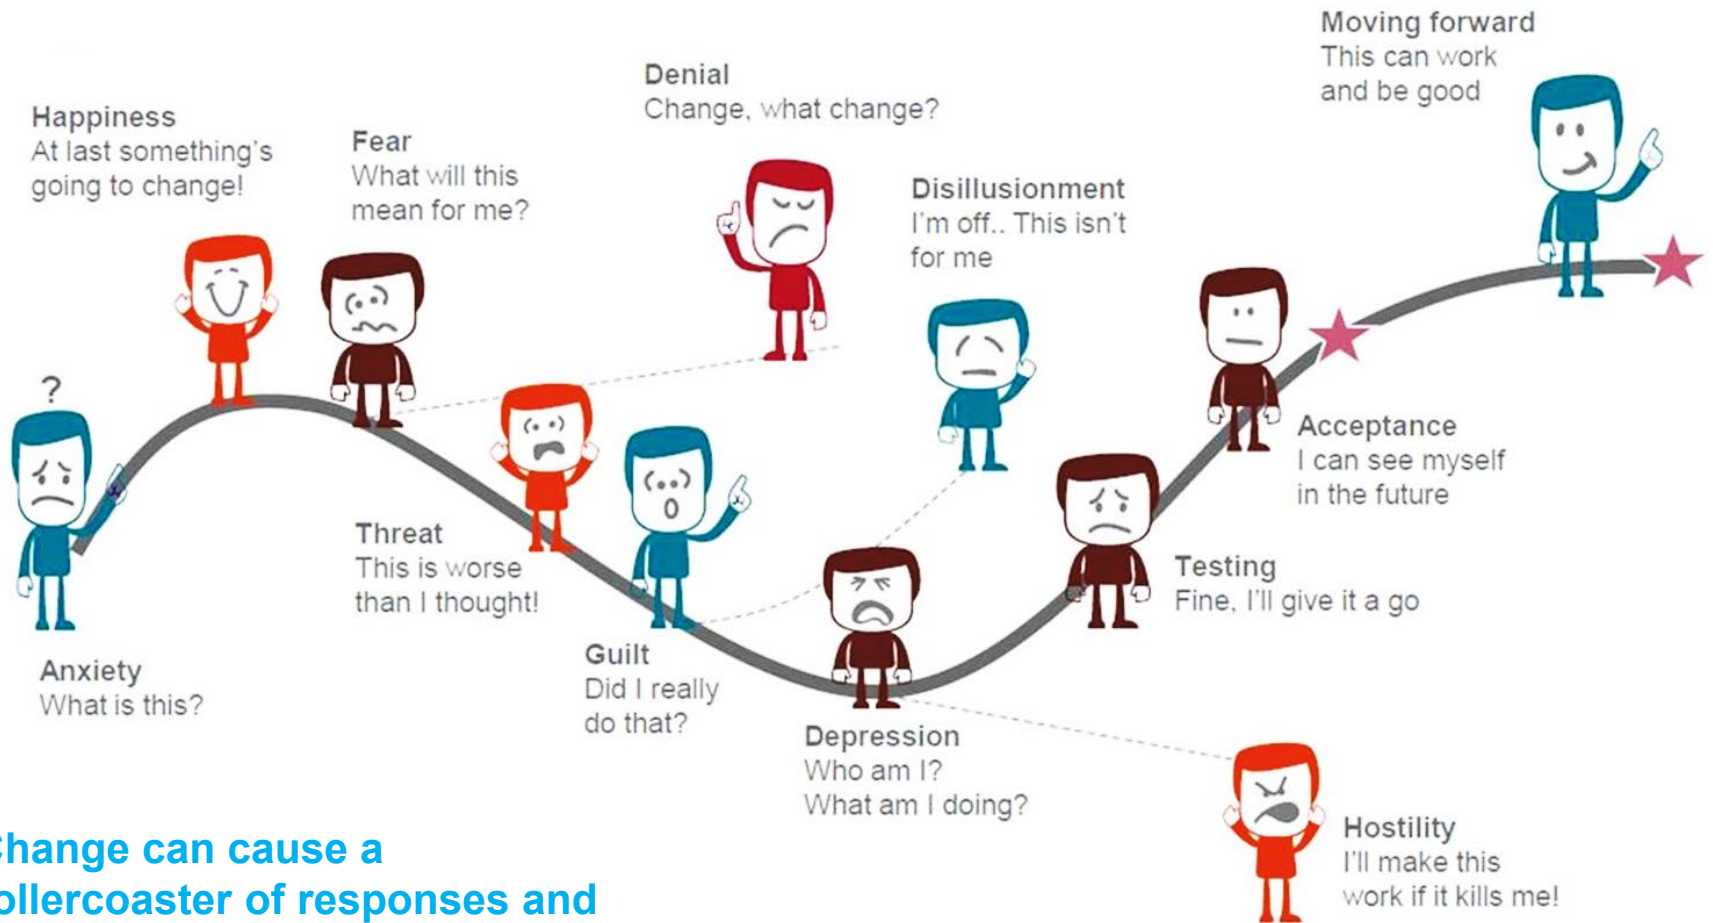 Happiness
At last something's
going to change!
Fear
What will this
mean for me?
Denial
Change, what change?
Disillusionment
I'm off.. This isn't
for me
Moving forward
This can work
and be good
?
Anxiety
What is this?
Threat
This is worse
than I thought!
Guilt
Did I really
do that?
Depression
Who am I?
What am I doing?
Testing
Fine, I'll give it a go
Acceptance
I can see myself
in the future
Hostility
I'll make this
work if it kills me!
can cause a
of responses and